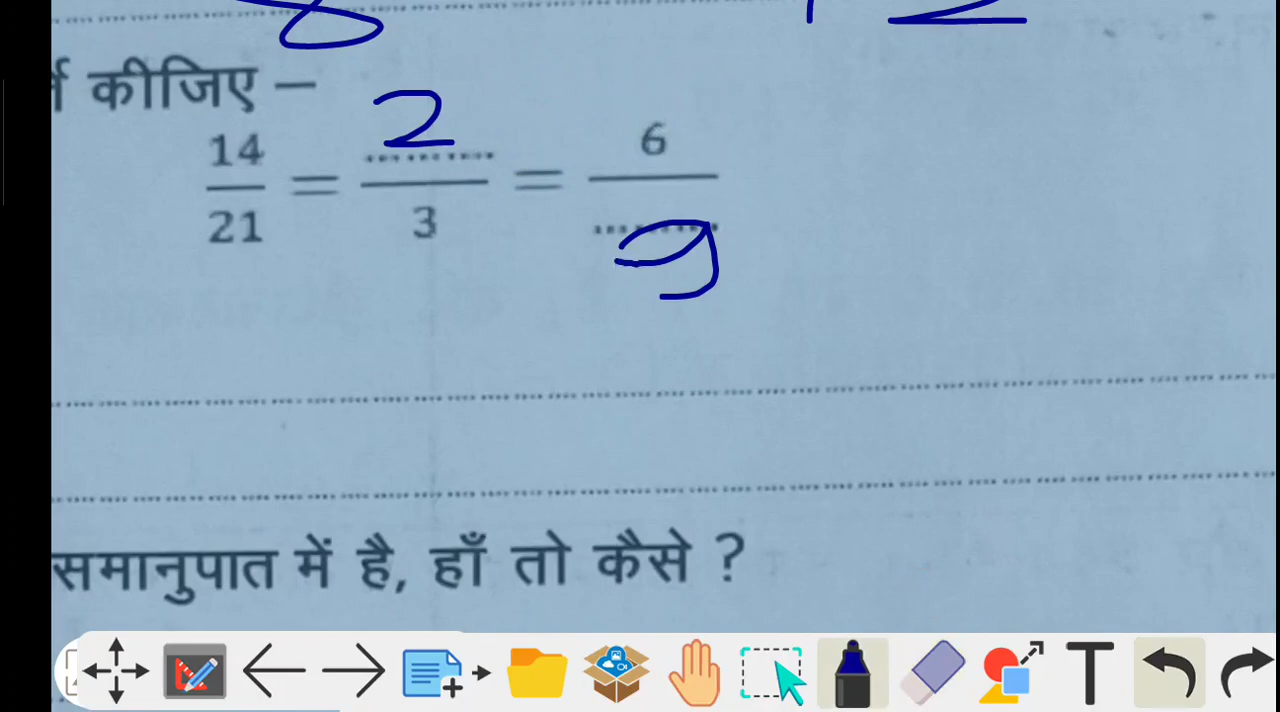 कीजिए –
14/21 = 2/3 = 6/9
समानुपात में है, हाँ तो कैसे ?